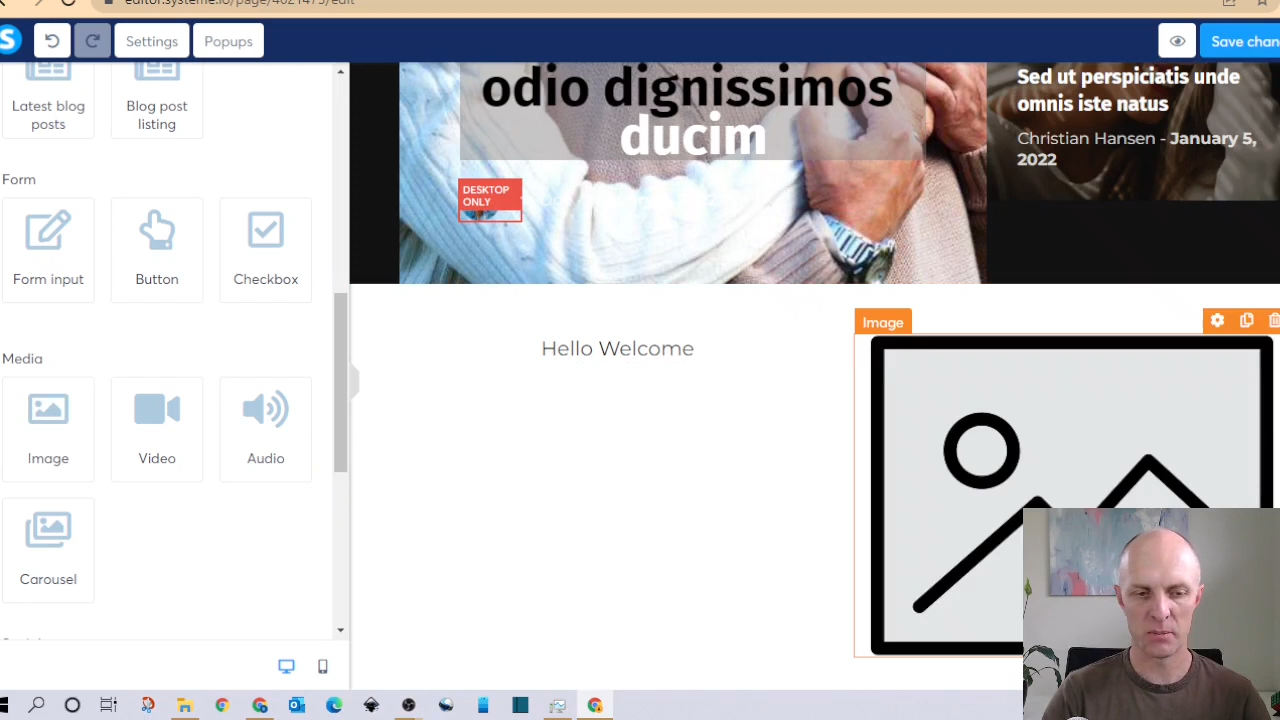 Settings
Popups
Save chan
Latest blog
posts
Blog post
listing
Form
Form input
Button
Checkbox
Media
Image
Video
Audio
Carousel
odio dignissimos
ducim
DESKTOP
ONLY
Sed ut perspiciatis unde
omnis iste natus
Christian Hansen - January 5,
2022
Hello Welcome
Image